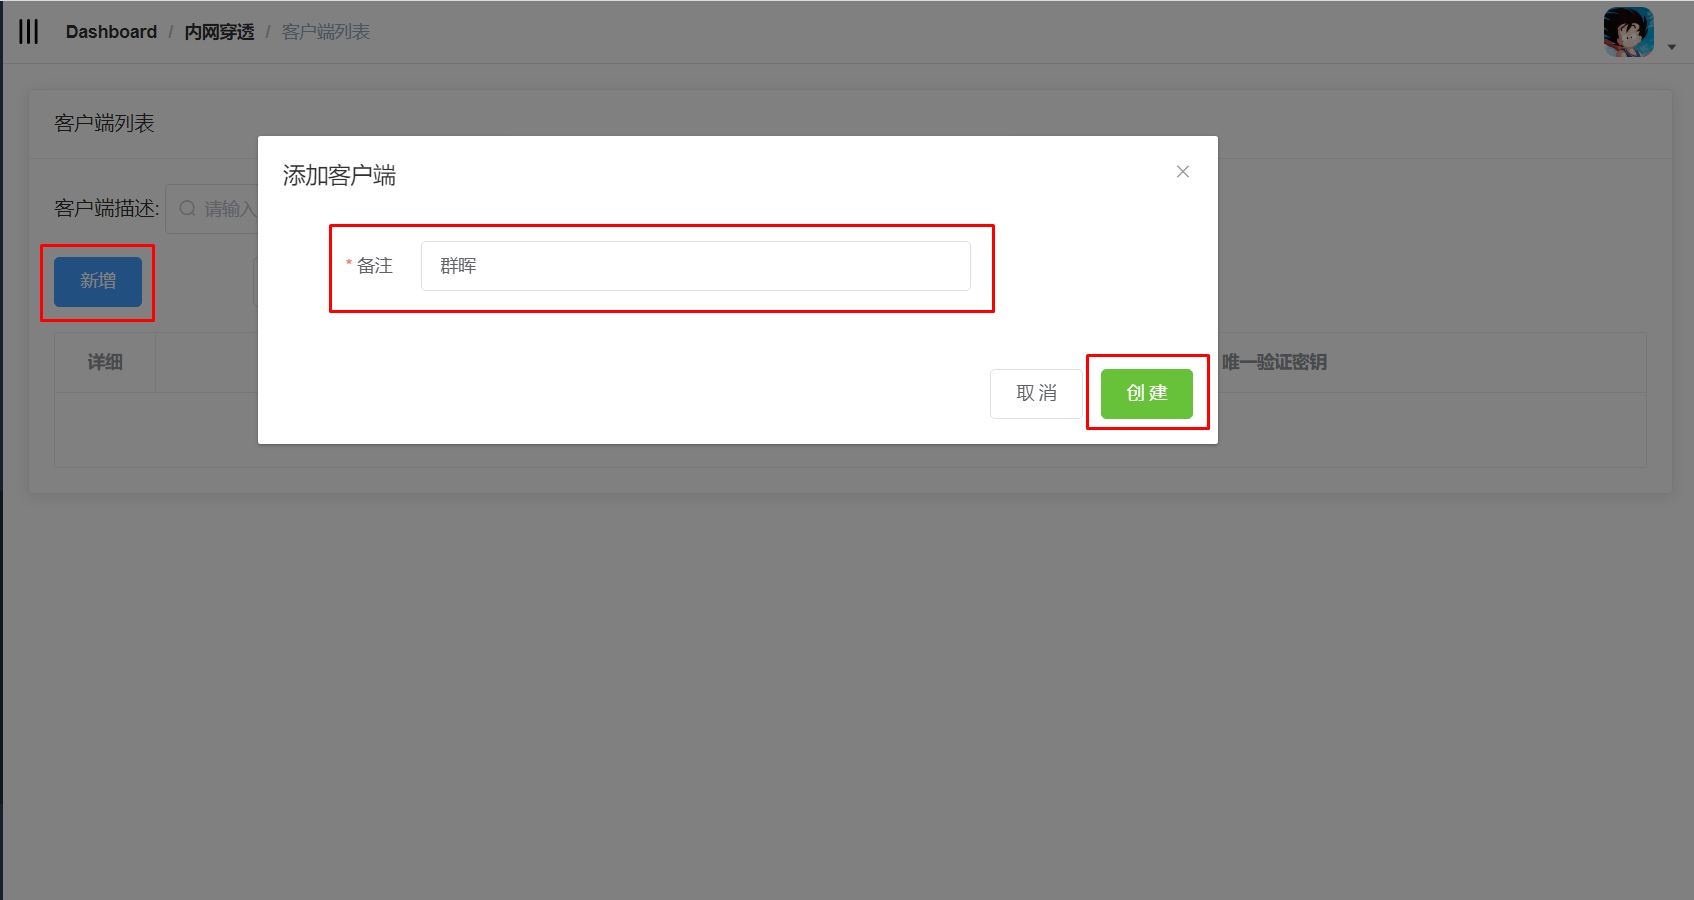 Dashboard / 内网穿透 / 客户端列表
客户端列表
添加客户端
客户端描述: 请输入
* 备注 群晖
新增
详细 唯一验证密钥
取消 创建